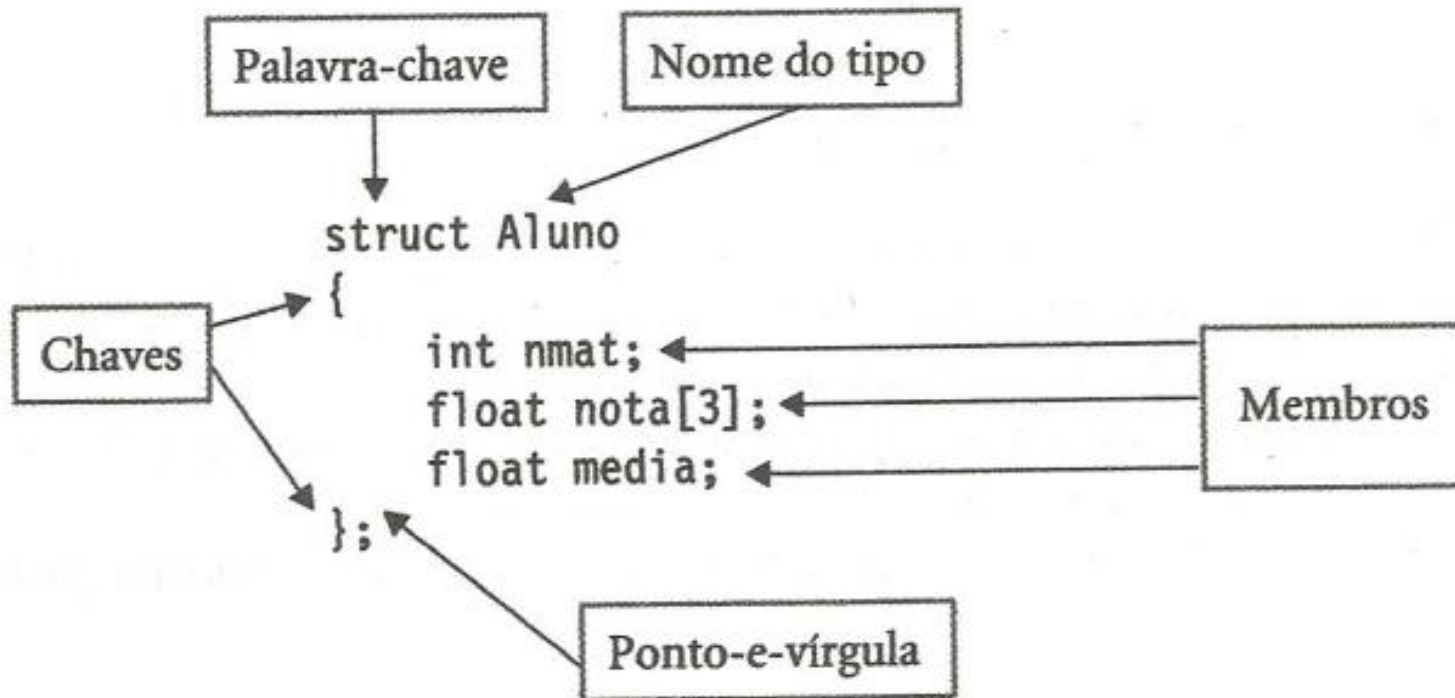 Palavra-chave
Nome do tipo
struct Aluno
{
Chaves
int nmat;
float nota[3];
float media;
Membros
};
Ponto-e-vírgula